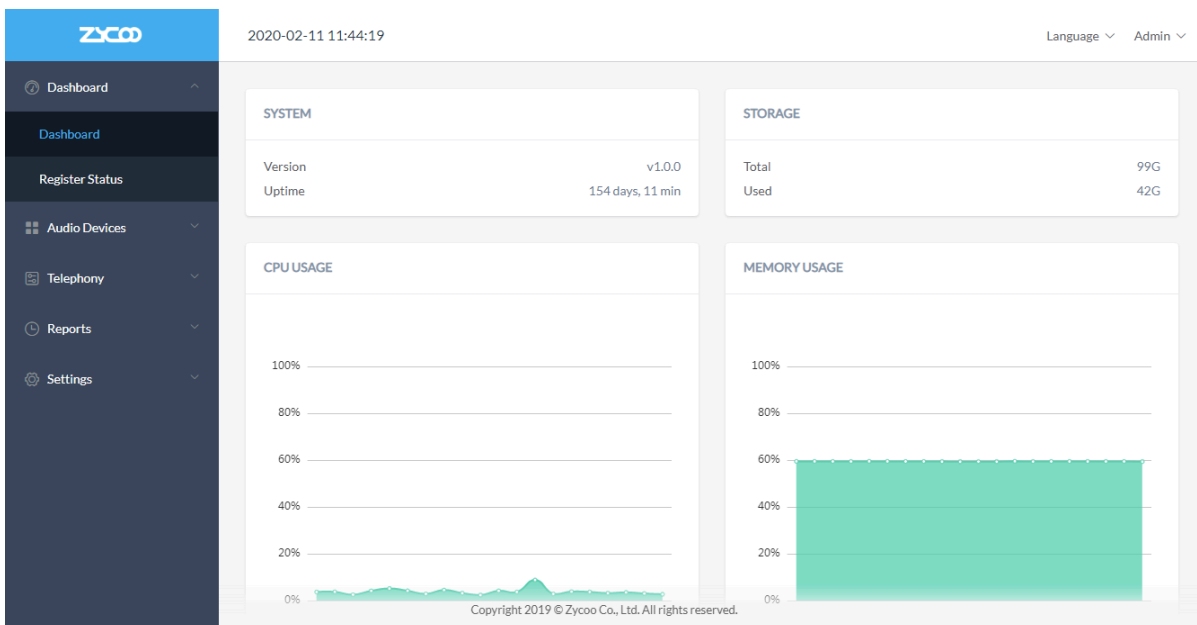 ZYCOO
2020-02-11 11:44:19
Language
Admin
Dashboard
Dashboard
Register Status
Audio Devices
Telephony
Reports
Settings
SYSTEM
Version v1.0.0
Uptime 154 days, 11 min
STORAGE
Total 99G
Used 42G
CPU USAGE
100%
80%
60%
40%
20%
0%
MEMORY USAGE
100%
80%
60%
40%
20%
0%
Copyright 2019 © Zycoo Co., Ltd. All rights reserved.